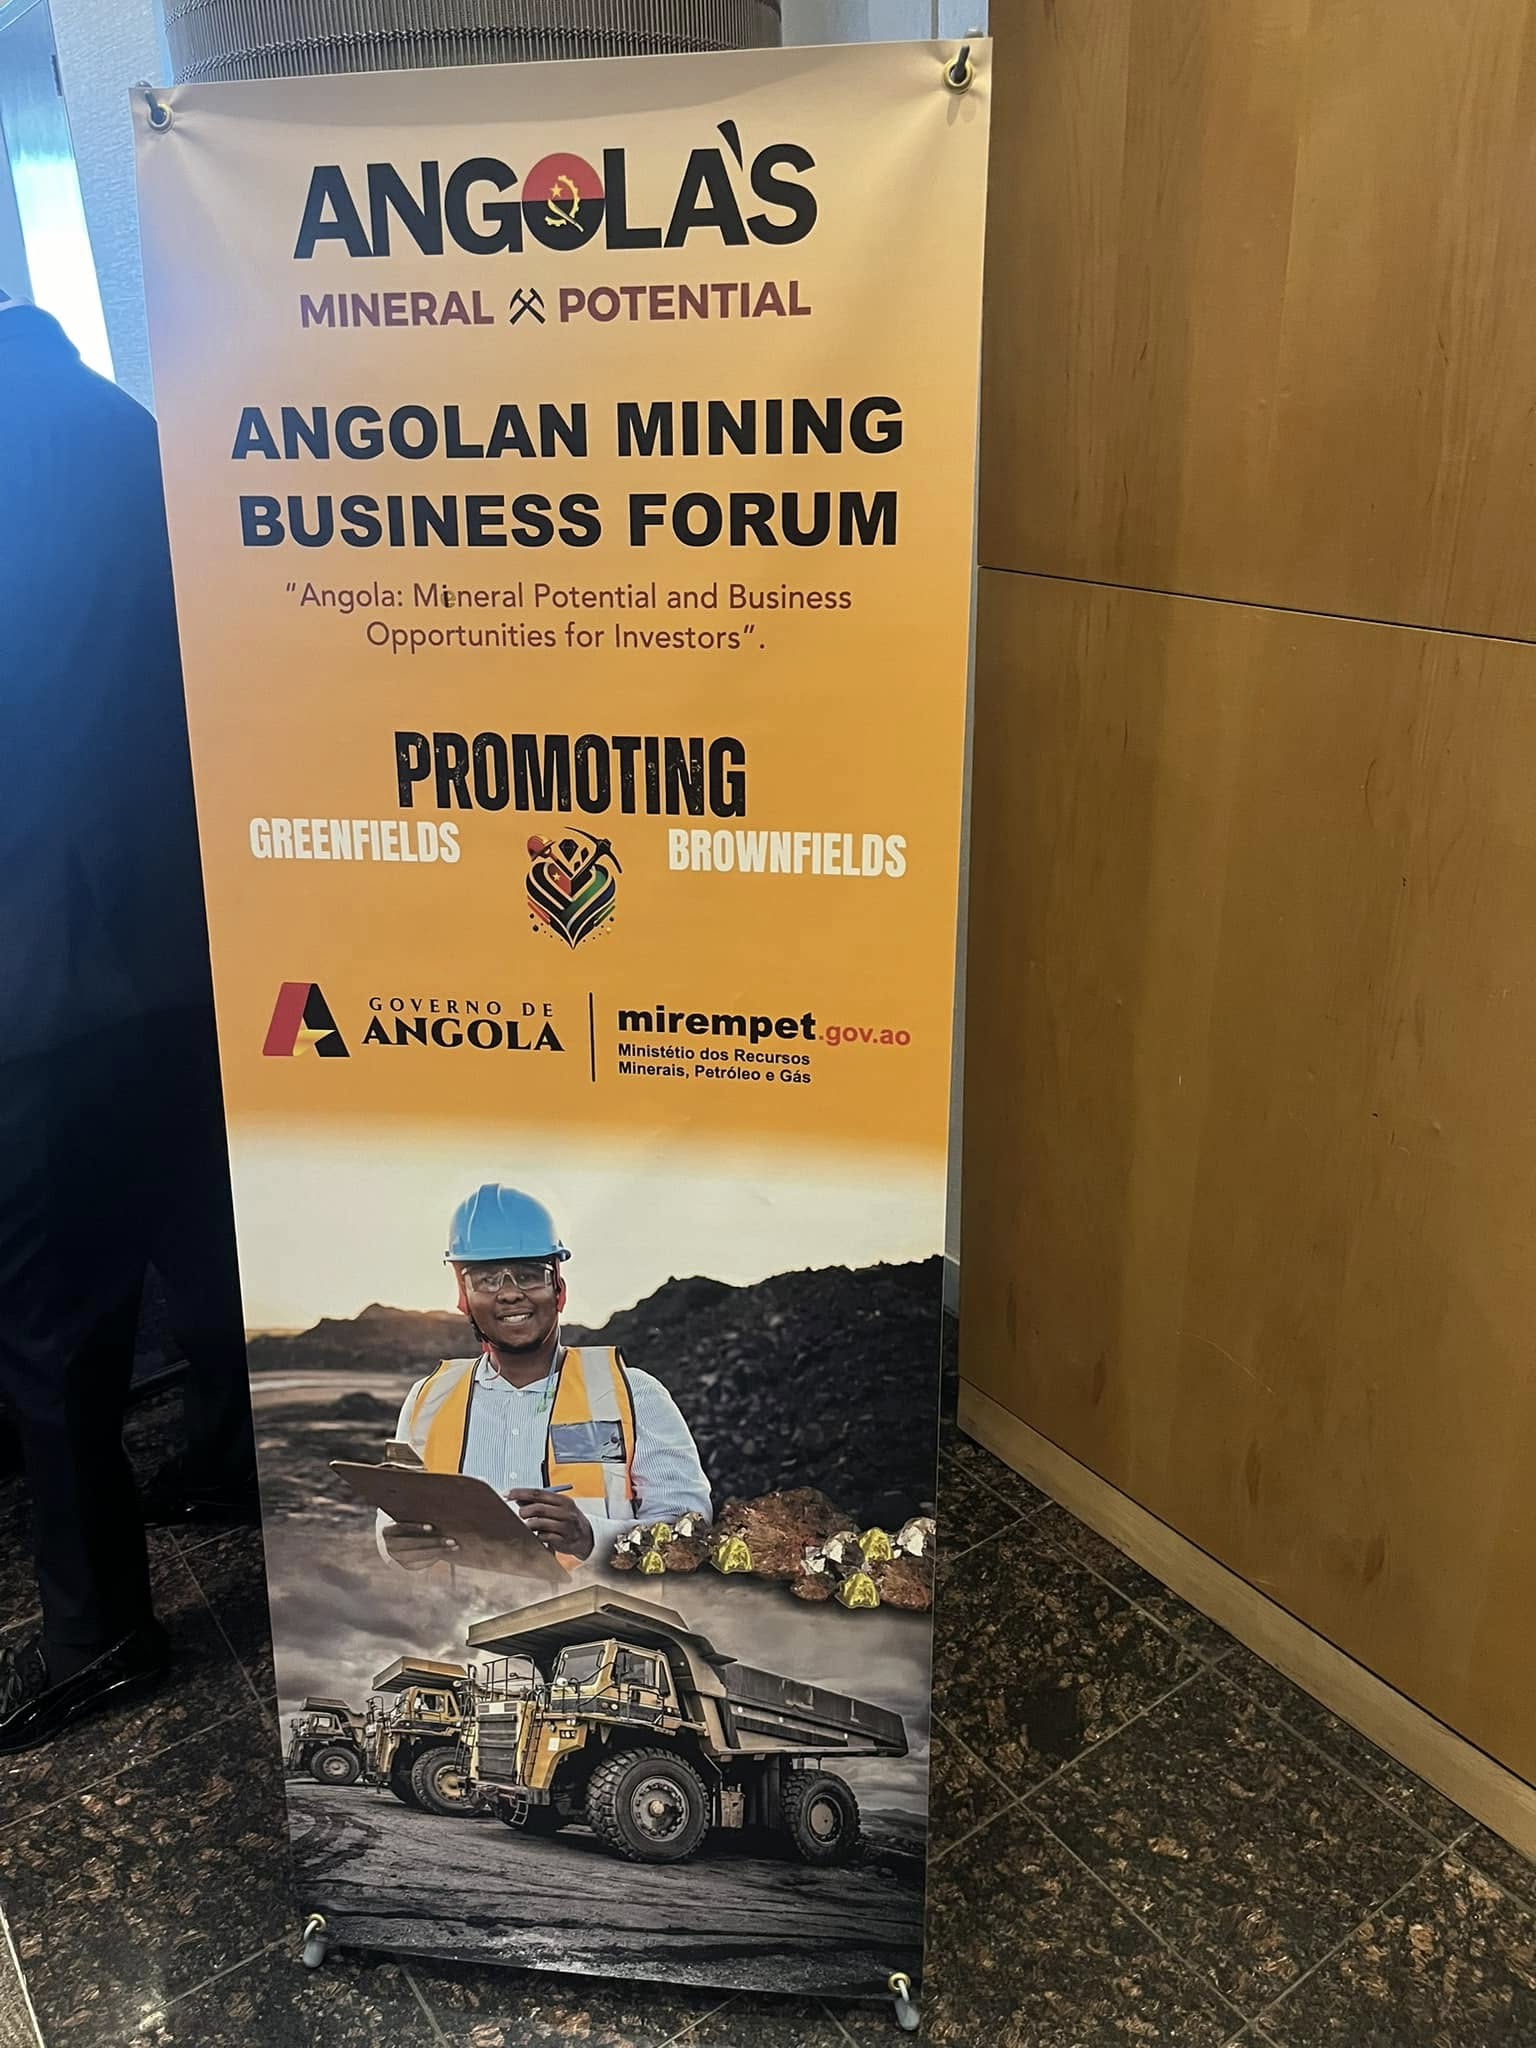 ANGOLA'S
MINERAL POTENTIAL
ANGOLAN MINING
BUSINESS FORUM
"Angola: Mineral Potential and Business
Opportunities for Investors".
PROMOTING
GREENFIELDS BROWNFIELDS
GOVERNO DE
ANGOLA
mirempet.gov.ao
Ministétio dos Recursos
Minerais, Petróleo e Gás